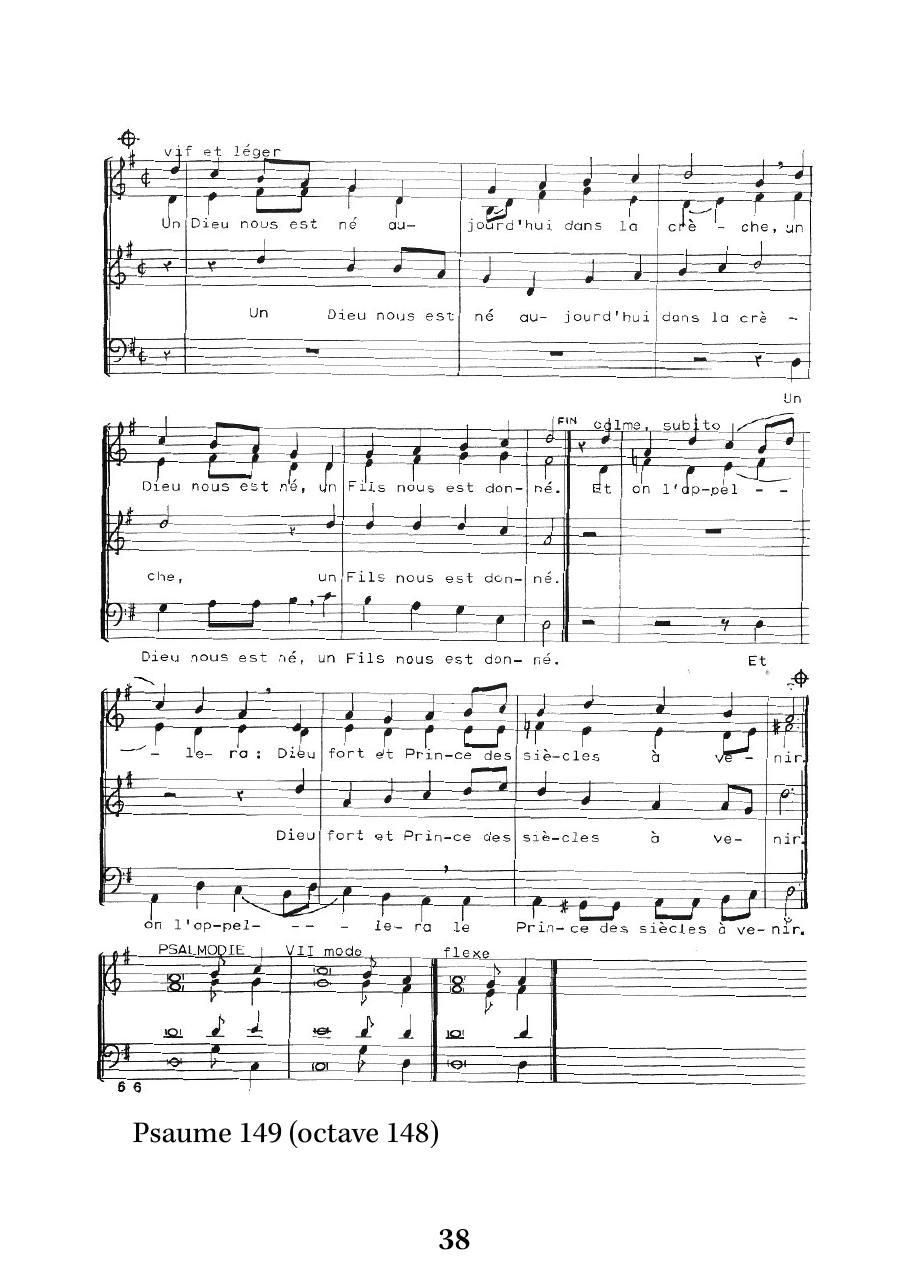 vif et léger
Un Dieu nous est né au- jourd'hui dans la crè - che, un
Un Dieu nous est né au- jourd'hui dans la crè -
Un
FIN calme, subito
Dieu nous est né, un Fils nous est don- né. Et on l'ap-pel - -
che, un Fils nous est don- né.
Dieu nous est né, un Fils nous est don- né. Et
- le- ra: Dieu fort et Prin-ce des siè-cles à ve- nir.
Dieu fort et Prin-ce des siè-cles à ve- nir.
on l'ap-pel- - - le- ra le Prin-ce des siècles à ve-nir.
PSALMODIE VII mode flexe
6 6
Psaume 149 (octave 148)
38